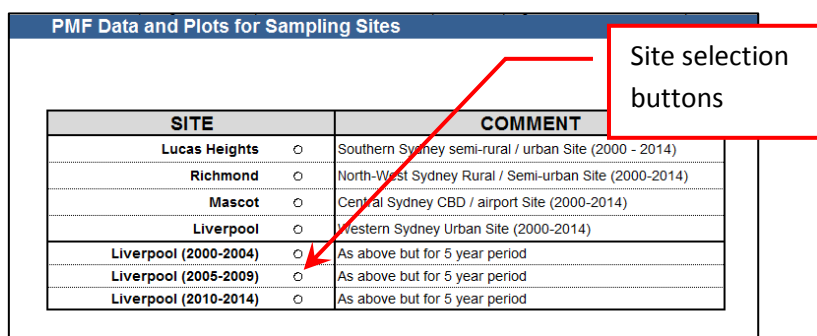 PMF Data and Plots for Sampling Sites
Site selection
buttons
SITE COMMENT
Lucas Heights Southern Sydney semi-rural / urban Site (2000 - 2014)
Richmond North-West Sydney Rural / Semi-urban Site (2000-2014)
Mascot Central Sydney CBD / airport Site (2000-2014)
Liverpool Western Sydney Urban Site (2000-2014)
Liverpool (2000-2004) As above but for 5 year period
Liverpool (2005-2009) As above but for 5 year period
Liverpool (2010-2014) As above but for 5 year period